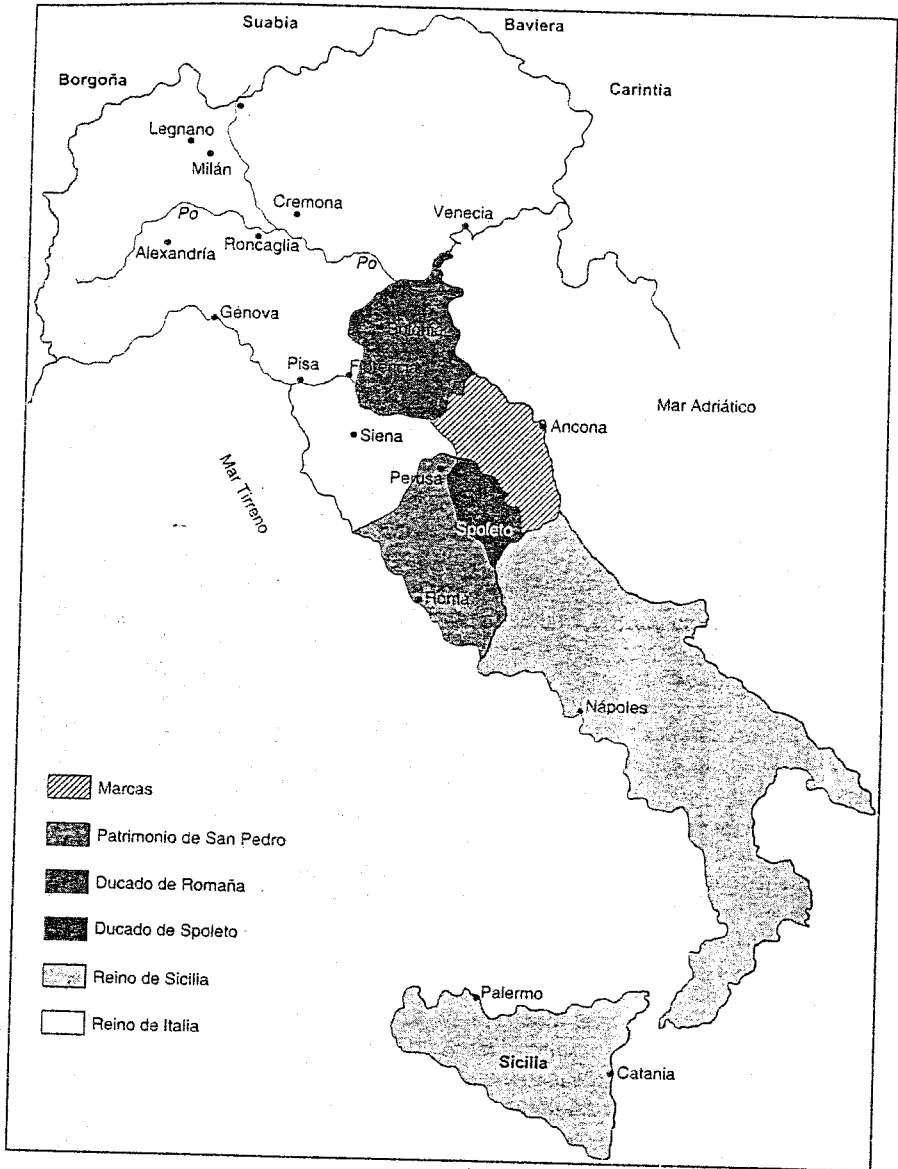 Suabia
Baviera
Borgoña
Carintia
Legnano
Milán
Cremona
Venecia
Po
Alexandría
Roncaglia
Po
Génova
Bolonia
Pisa
Florencia
Mar Adriático
Ancona
Siena
Mar Tirreno
Perusa
Spoleto
Roma
Nápoles
Marcas
Patrimonio de San Pedro
Ducado de Romaña
Ducado de Spoleto
Reino de Sicilia
Reino de Italia
Palermo
Sicilia
Catania